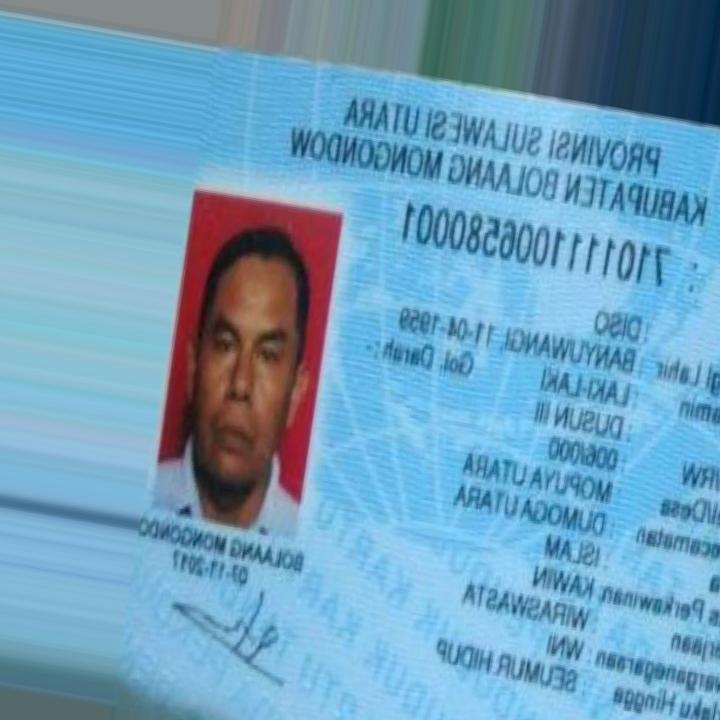 PROVINSI SULAWESI UTARA
KABUPATEN BOLAANG MONGONDOW
: 7101111006580001
: DISO
gl Lahir : BANYUWANGI, 11-04-1959
amin : LAKI-LAKI Gol. Darah : -
: DUSUN III
/RW : 006/000
l/Desa : MOPUYA UTARA
ecamatan : DUMOGA UTARA
a : ISLAM
s Perkawinan: KAWIN
erjaan : WIRASWASTA
warganegaraan : WNI
laku Hingga : SEUMUR HIDUP
BOLAANG MONGONDO
07-11-2017